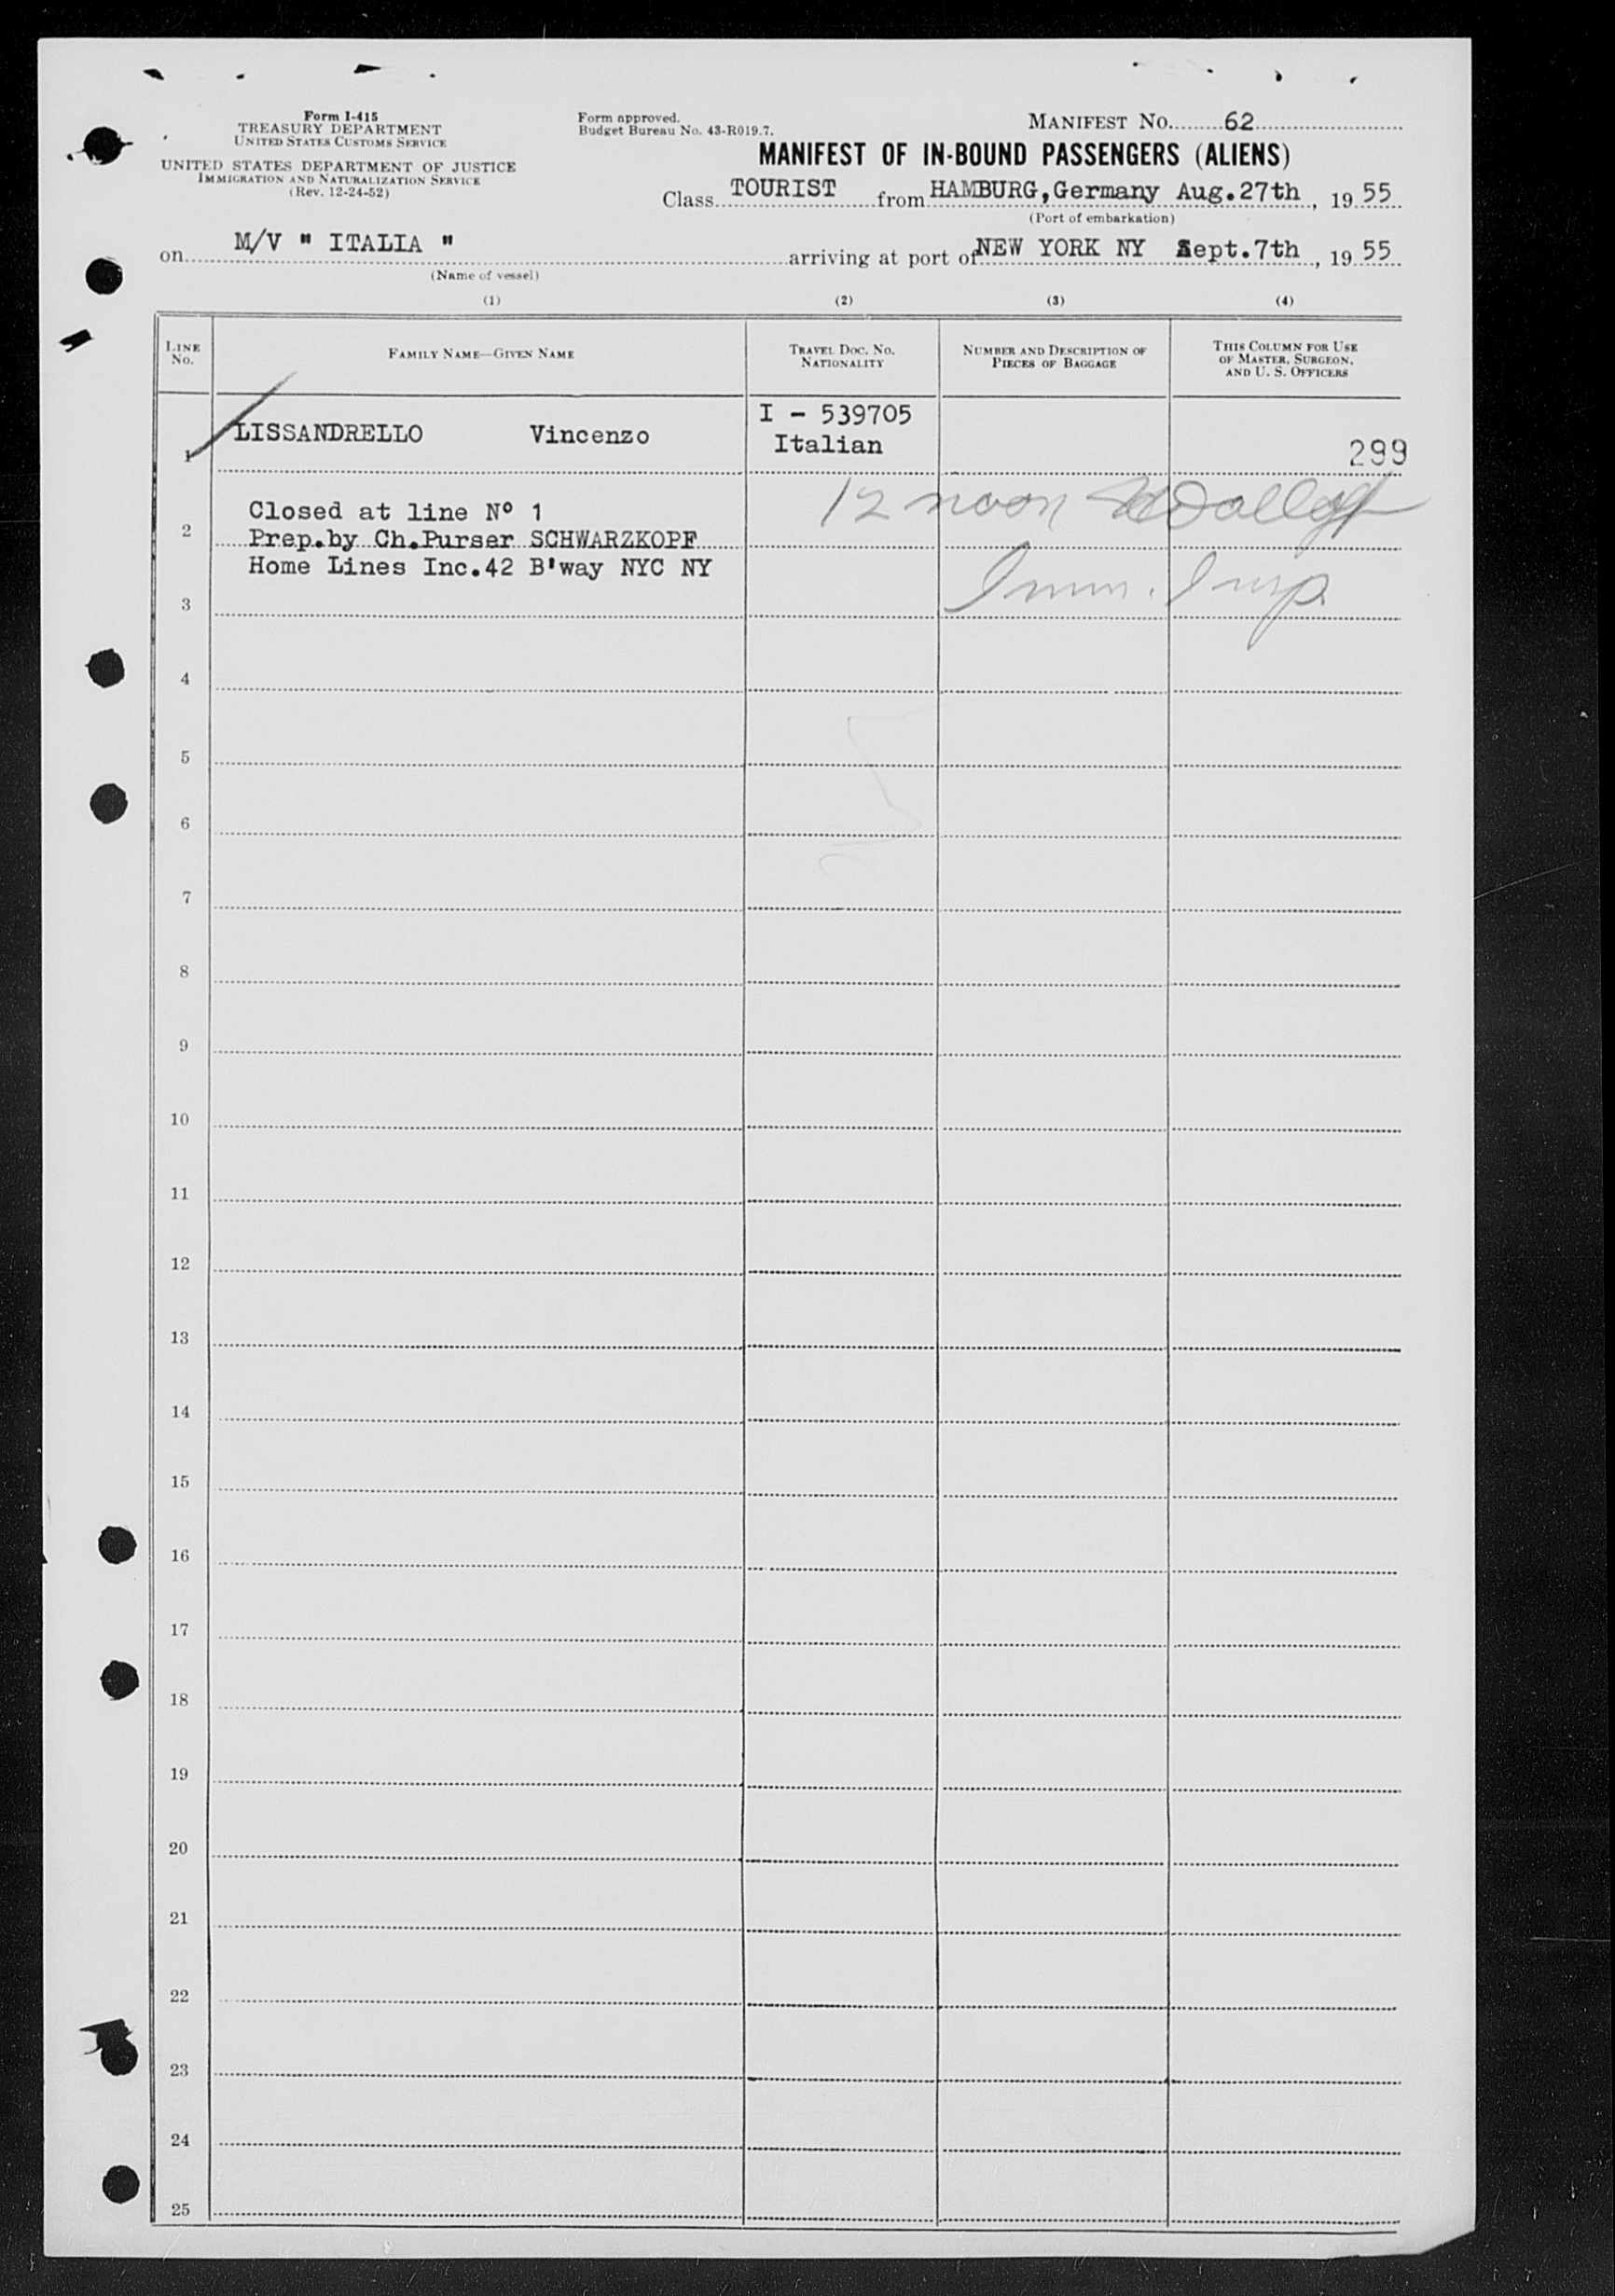 Form I-415
TREASURY DEPARTMENT
UNITED STATES CUSTOMS SERVICE
UNITED STATES DEPARTMENT OF JUSTICE
IMMIGRATION AND NATURALIZATION SERVICE
(Rev. 12-24-52)
Form approved.
Budget Bureau No. 43-R019.7.
MANIFEST NO. 62
MANIFEST OF IN-BOUND PASSENGERS (ALIENS)
Class TOURIST from HAMBURG, Germany Aug.27th, 19 55
(Port of embarkation)
on M/V " ITALIA " arriving at port of NEW YORK NY Sept.7th, 19 55
(Name of vessel)
(1) (2) (3) (4)
LINE NO.
FAMILY NAME—GIVEN NAME
TRAVEL DOC. NO.
NATIONALITY
NUMBER AND DESCRIPTION OF
PIECES OF BAGGAGE
THIS COLUMN FOR USE
OF MASTER, SURGEON,
AND U. S. OFFICERS
1 LISSANDRELLO Vincenzo I - 539705
Italian
299
12 noon
Closed at line Nº 1
2 Prep.by Ch.Purser SCHWARZKOPF
Home Lines Inc.42 B'way NYC NY
Imm. Insp.
3
4
5
6
7
8
9
10
11
12
13
14
15
16
17
18
19
20
21
22
23
24
25